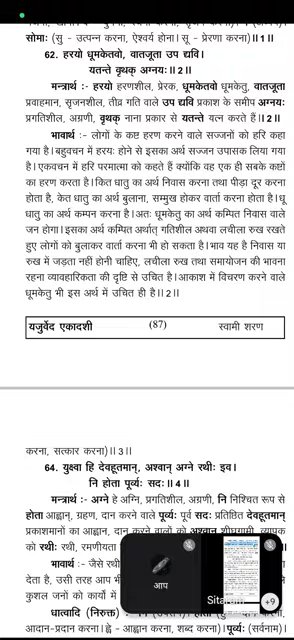 सोमाः (सु - उत्पन्न करना, ऐश्वर्य होना। सू - प्रेरणा करना)।।1।।
62. हरयो धूमकेतवो, वातजूता उप द्यवि।
यतन्ते वृथक् अग्नयः।।2।।
मन्त्रार्थ :- हरयो हरणशील, प्रेरक, धूमकेतवो धूमकेतु, वातजूता
प्रवाहमान, सृजनशील, तीव्र गति वाले उप द्यवि प्रकाश के समीप अग्नयः
प्रगतिशील, अग्रणी, वृथक् नाना प्रकार से यतन्ते यत्न करते हैं।।2।।
भावार्थ :- लोगों के कष्ट हरण करने वाले सज्जनों को हरि कहा
गया है। बहुवचन में हरयः होने से इसका अर्थ सज्जन उपासक लिया गया
है। एकवचन में हरि परमात्मा को कहते हैं क्योंकि वह एक ही सबके कष्टों
का हरण करता है। कित धातु का अर्थ निवास करना तथा पीड़ा दूर करना
होता है, केत धातु का अर्थ बुलाना, सम्मुख होकर वार्ता करना होता है। धू
धातु का अर्थ कम्पन करना है। अतः धूमकेतु का अर्थ कम्पित निवास वाले
जन होगा। इसका अर्थ कम्पित अर्थात् गतिशील अथवा लचीला रुख रखते
हुए लोगों को बुलाकर वार्ता करना भी हो सकता है। भाव यह है निवास या
रुख में जड़ता नहीं होनी चाहिए, लचीला रुख तथा समायोजन की भावना
रहना व्यावहारिकता की दृष्टि से उचित है। आकाश में विचरण करने वाले
धूमकेतु भी इस अर्थ में उचित ही है।।2।।
यजुर्वेद एकादशी (87) स्वामी शरण
करना, सत्कार करना)।।3।।
64. युक्ष्वा हि देवहूतमान्, अश्वान् अग्ने रथीः इव।
नि होता पूर्व्यः सदः।।4।।
मन्त्रार्थ :- अग्ने हे अग्नि, प्रगतिशील, अग्रणी, नि निश्चित रूप से
होता आह्वान, ग्रहण, दान करने वाले पूर्व्यः पूर्व सदः प्रतिष्ठित देवहूतमान्
प्रकाशमानों का आह्वान, दान करने वालों को अश्वान् शीघ्रगामी, व्यापक
को रथीः रथी, रमणीयता
भावार्थ :- जैसे रथी
देता है, उसी तरह आप भी
कुशल जनों को कार्यों में
धात्वादि (निरुक्त)
आदान-प्रदान करना। ह्वे - आह्वान करना, शब्द करना)। पूर्व्यः (सर्वनाम)।
आप
Sitaram
+9